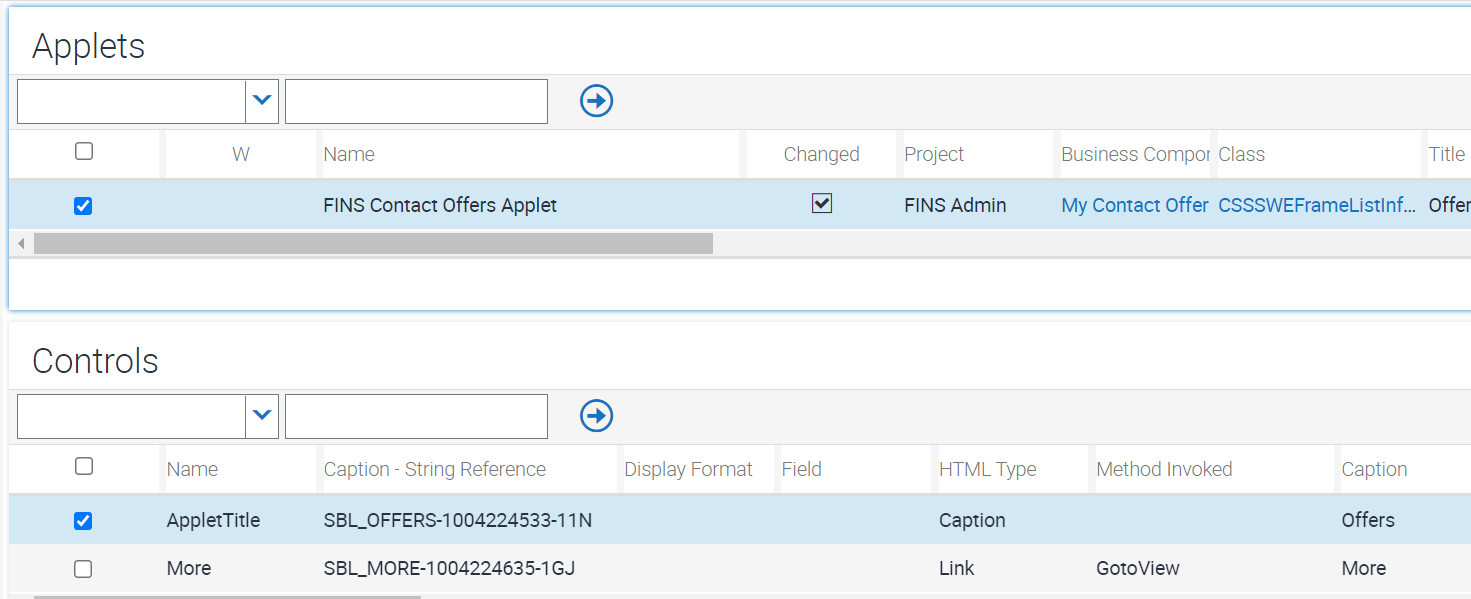 Applets
W Name Changed Project Business Compor Class Title
FINS Contact Offers Applet FINS Admin My Contact Offer CSSSWEFrameListInf... Offer
Controls
Name Caption - String Reference Display Format Field HTML Type Method Invoked Caption
AppletTitle SBL_OFFERS-1004224533-11N Caption Offers
More SBL_MORE-1004224635-1GJ Link GotoView More